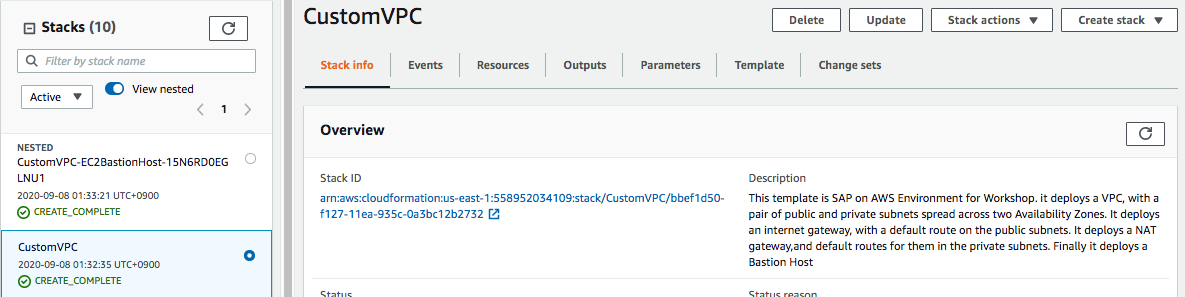 Stacks (10)
Filter by stack name
Active
View nested
1
NESTED
CustomVPC-EC2BastionHost-15N6RD0EG
LNU1
2020-09-08 01:33:21 UTC+0900
CREATE_COMPLETE
CustomVPC
2020-09-08 01:32:35 UTC+0900
CREATE_COMPLETE
CustomVPC
Delete
Update
Stack actions
Create stack
Stack info
Events
Resources
Outputs
Parameters
Template
Change sets
Overview
Stack ID
arn:aws:cloudformation:us-east-1:558952034109:stack/CustomVPC/bbef1d50-
f127-11ea-935c-0a3bc12b2732
Description
This template is SAP on AWS Environment for Workshop. it deploys a VPC, with a
pair of public and private subnets spread across two Availability Zones. It deploys
an internet gateway, with a default route on the public subnets. It deploys a NAT
gateway,and default routes for them in the private subnets. Finally it deploys a
Bastion Host
Status
Status reason